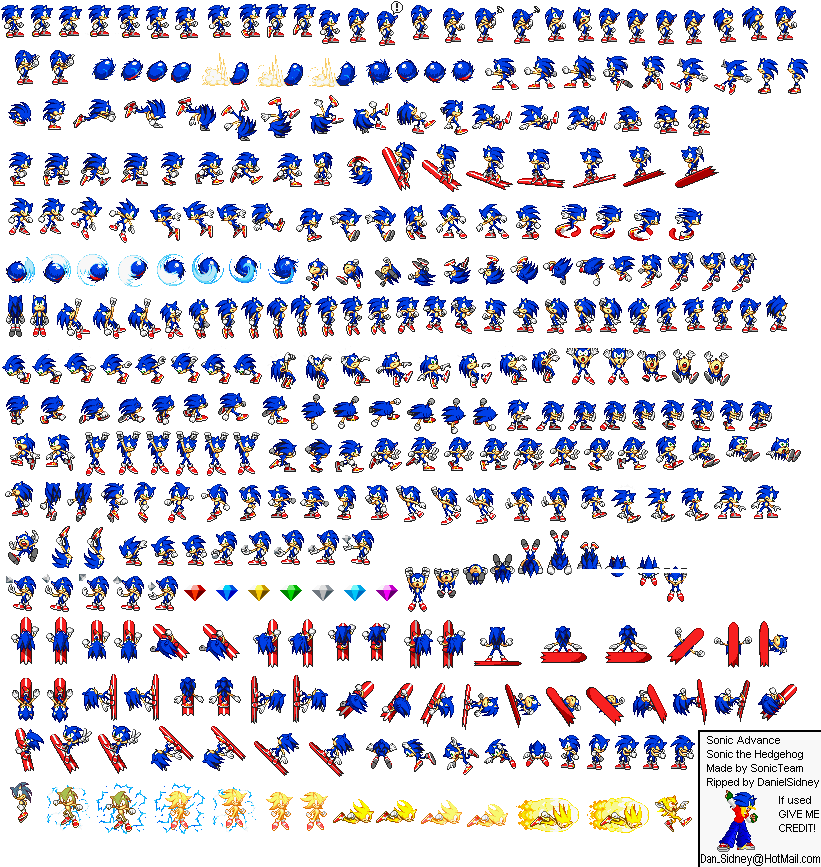 !
Sonic Advance
Sonic the Hedgehog
Made by SonicTeam
Ripped by DanielSidney
If used
GIVE ME
CREDIT!
Dan_Sidney@HotMail.com